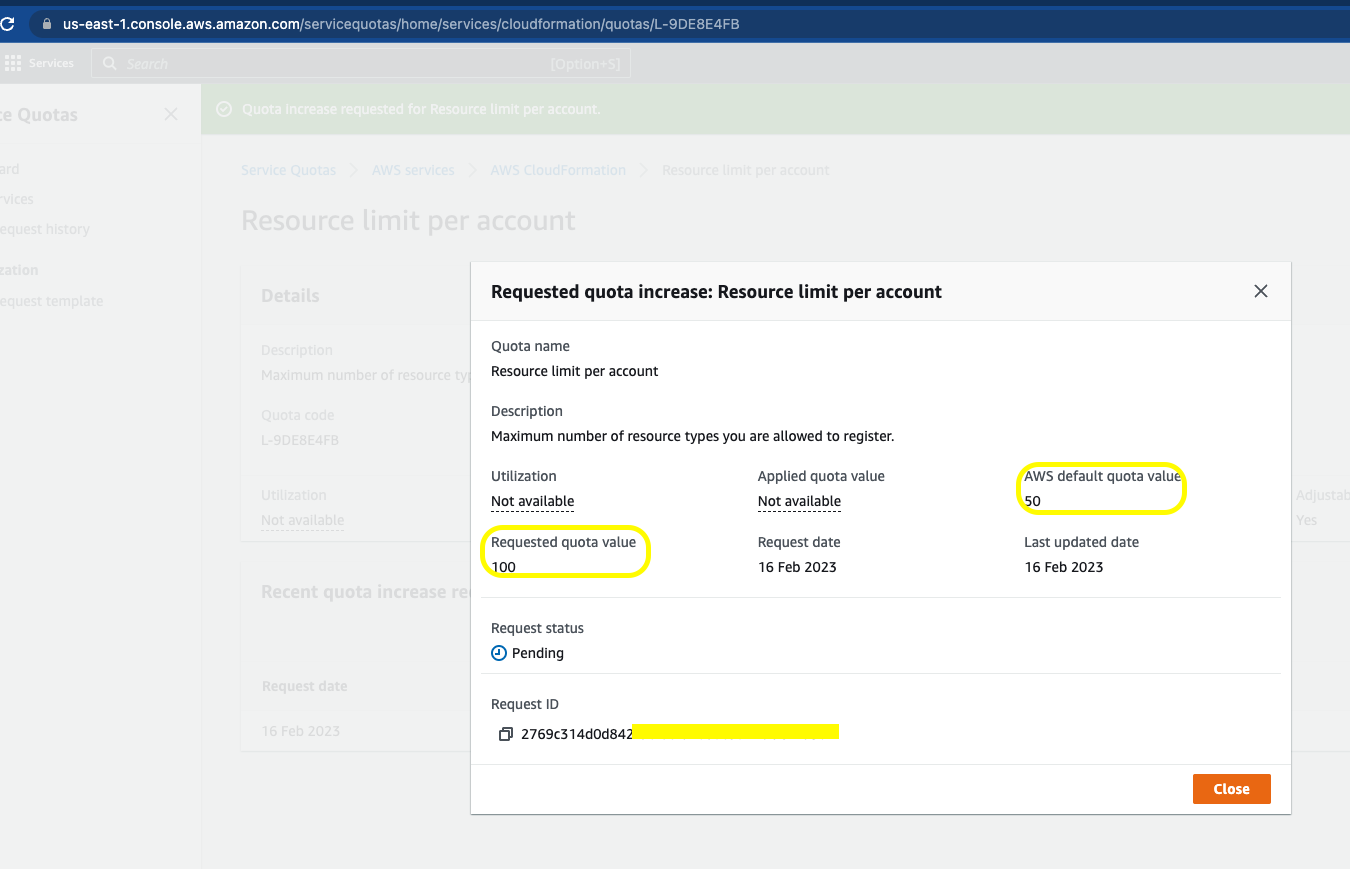 us-east-1.console.aws.amazon.com/servicequotas/home/services/cloudformation/quotas/L-9DE8E4FB
Services
Search
[Option+S]
ce Quotas
Quota increase requested for Resource limit per account.
ard
rvices
equest history
zation
equest template
Service Quotas
AWS services
AWS CloudFormation
Resource limit per account
Resource limit per account
Details
Description
Maximum number of resource typ
Quota code
L-9DE8E4FB
Utilization
Not available
Adjustab
Yes
Recent quota increase re
Request date
16 Feb 2023
Requested quota increase: Resource limit per account
Quota name
Resource limit per account
Description
Maximum number of resource types you are allowed to register.
Utilization
Not available
Applied quota value
Not available
AWS default quota value
50
Requested quota value
100
Request date
16 Feb 2023
Last updated date
16 Feb 2023
Request status
Pending
Request ID
2769c314d0d842
Close